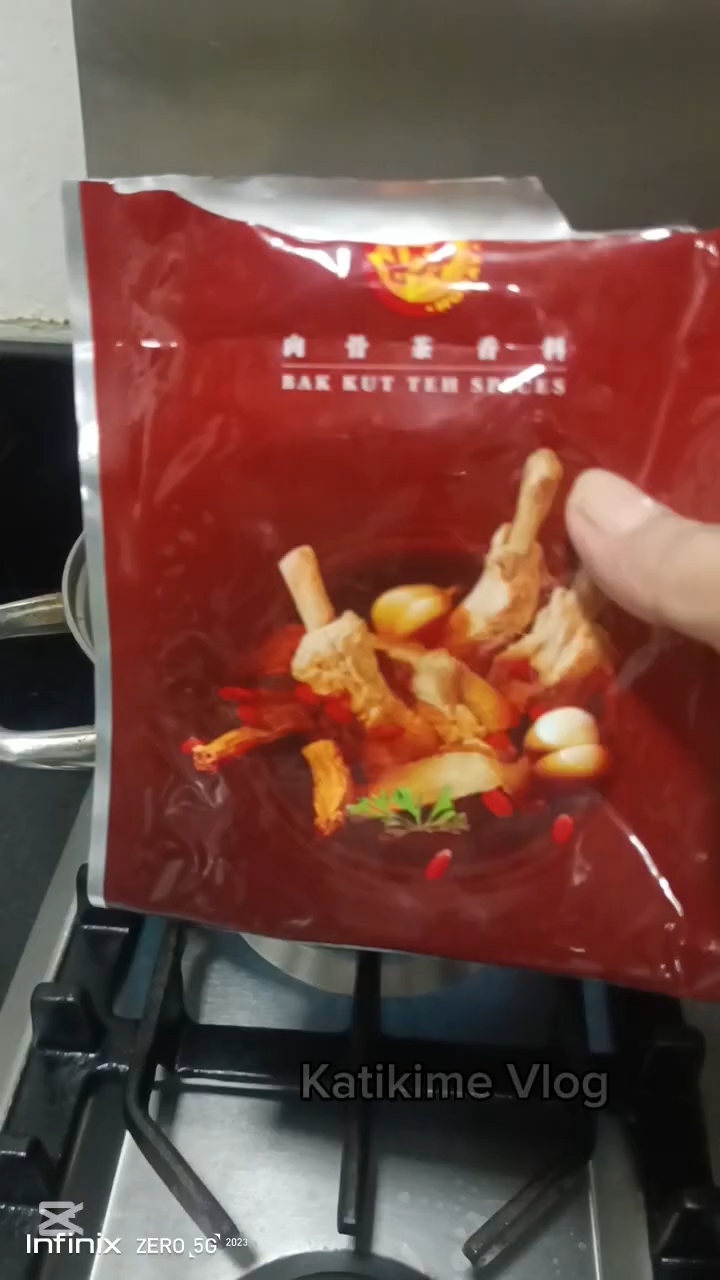 肉骨茶香料
BAK KUT TEH SPICES
Katikime Vlog
Infinix ZERO 5G 2023